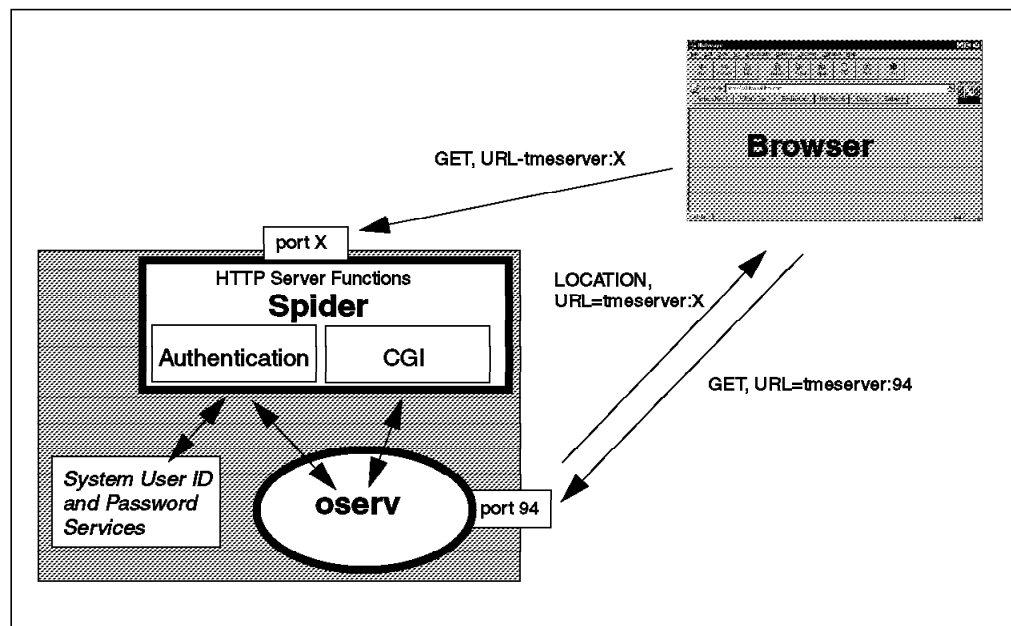 Browser
GET, URL-tmeserver:X
port X
HTTP Server Functions
Spider
Authentication
CGI
LOCATION,
URL=tmeserver:X
GET, URL=tmeserver:94
System User ID
and Password
Services
oserv
port 94